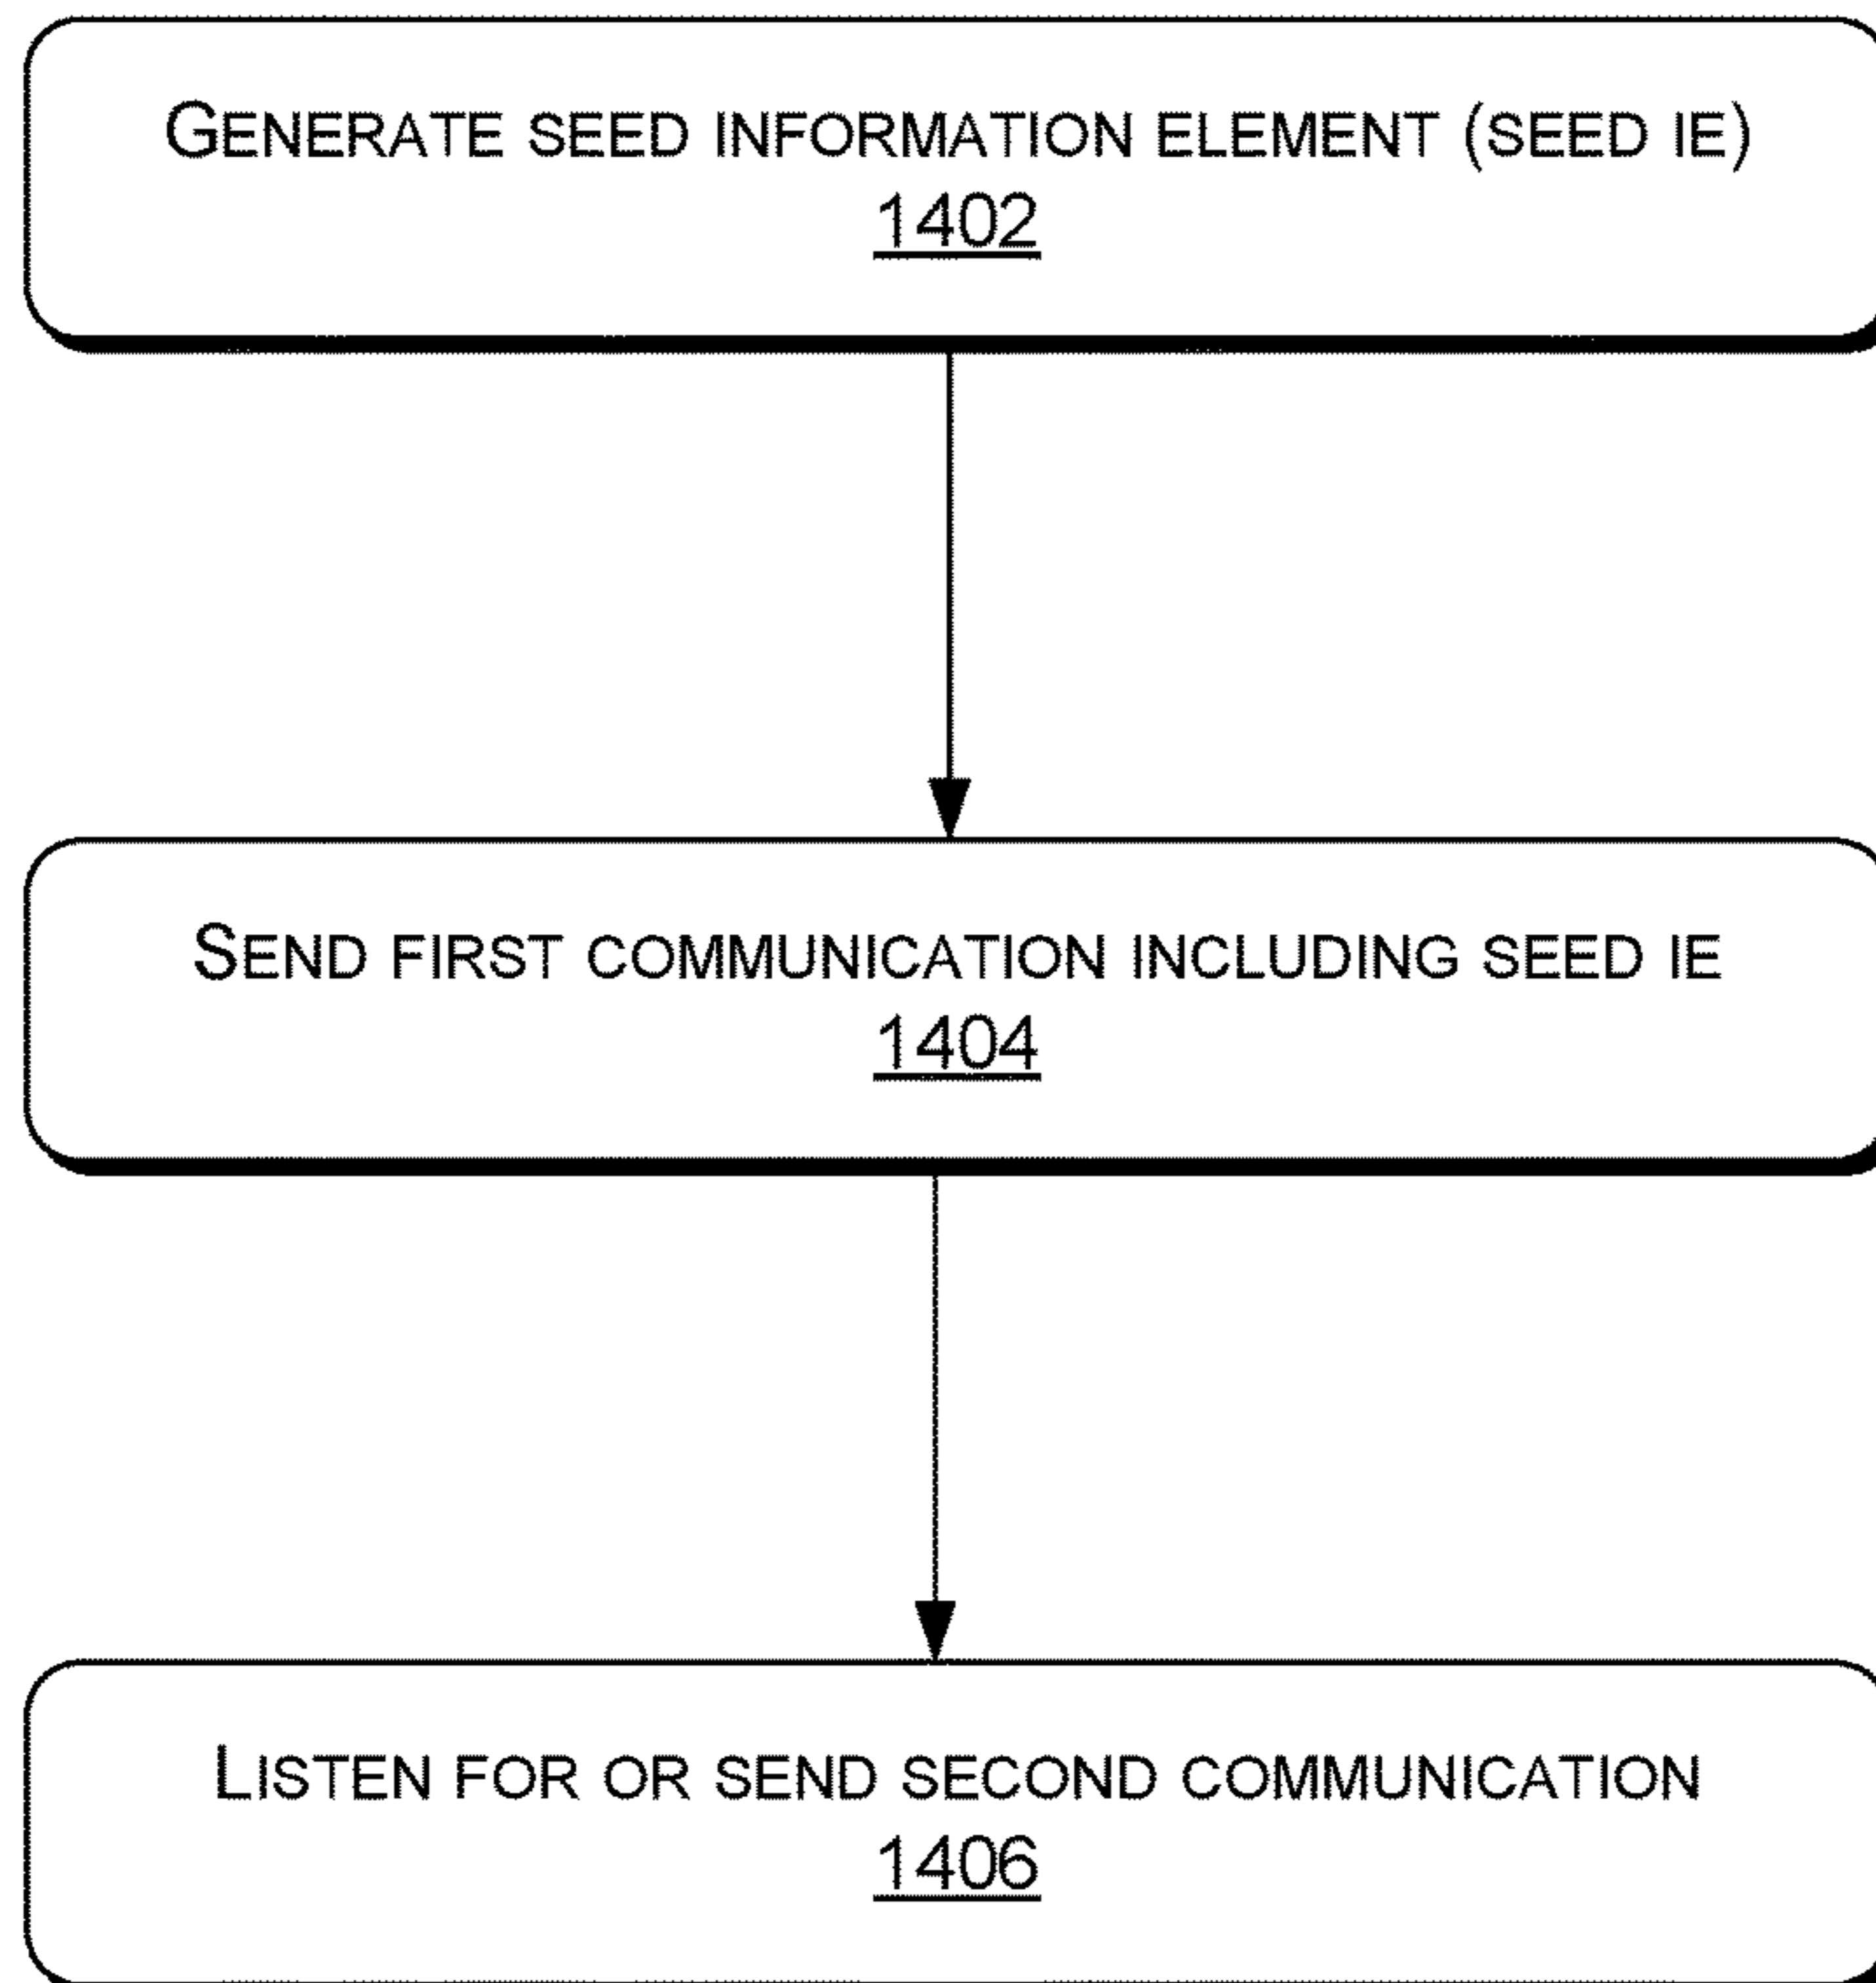 GENERATE SEED INFORMATION ELEMENT (SEED IE)
1402
SEND FIRST COMMUNICATION INCLUDING SEED IE
1404
LISTEN FOR OR SEND SECOND COMMUNICATION
1406